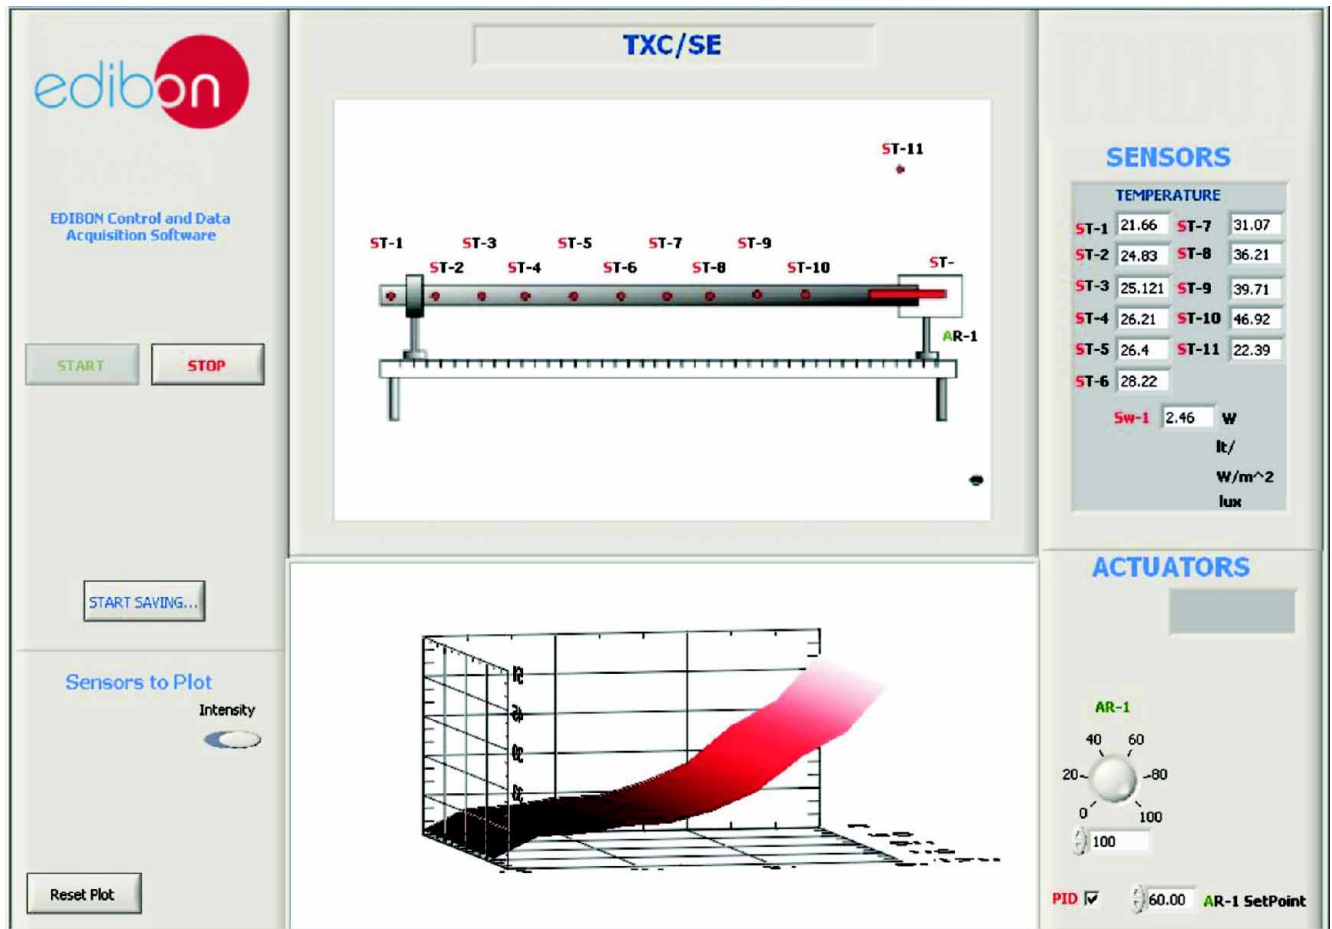 TXC/SE
edibon
EDIBON Control and Data
Acquisition Software
START
STOP
START SAVING...
Sensors to Plot
Intensity
Reset Plot
ST-11
ST-1
ST-3
ST-5
ST-7
ST-9
ST-2
ST-4
ST-6
ST-8
ST-10
ST-
AR-1
SENSORS
TEMPERATURE
ST-1 21.66 ST-7 31.07
ST-2 24.83 ST-8 36.21
ST-3 25.121 ST-9 39.71
ST-4 26.21 ST-10 46.92
ST-5 26.4 ST-11 22.39
ST-6 28.22
Sw-1 2.46 W
lt/
W/m^2
lux
ACTUATORS
AR-1
40 60
20 80
0 100
100
PID 60.00 AR-1 SetPoint